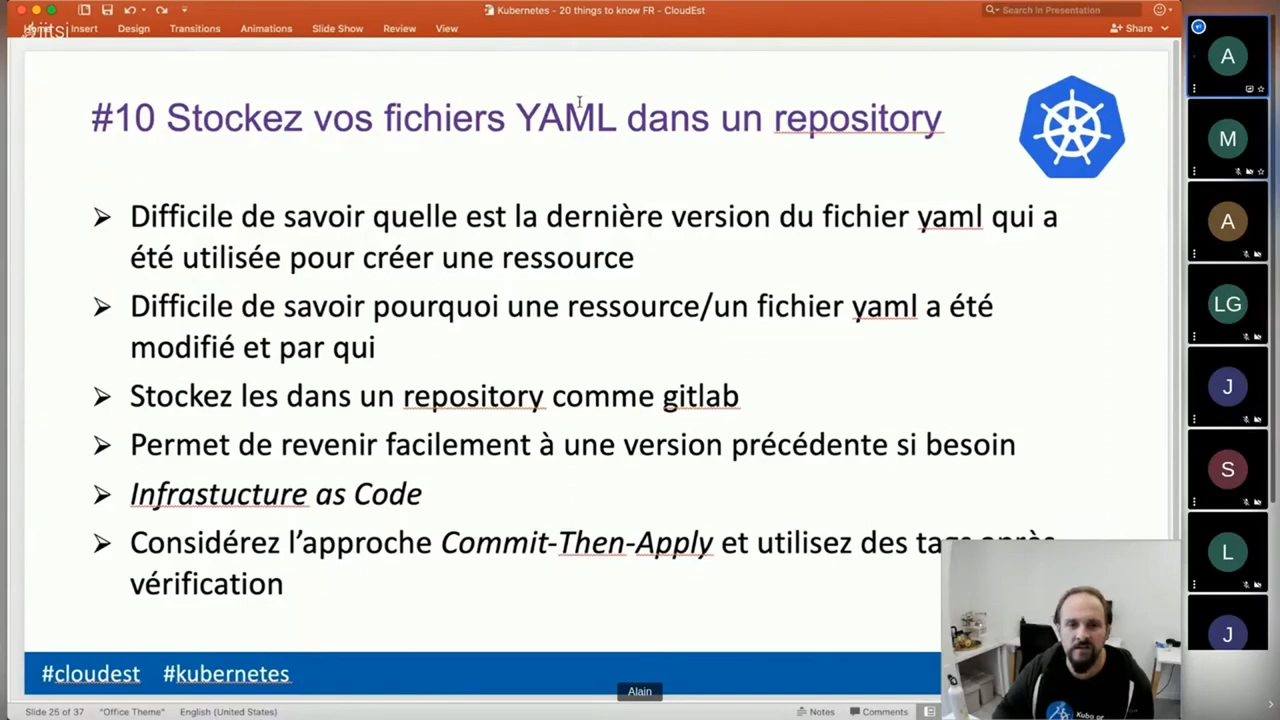 Kubernetes - 20 things to know FR - CloudEst
Search in Presentation
jitsi
Insert Design Transitions Animations Slide Show Review View
Share
#10 Stockez vos fichiers YAML dans un repository
Difficile de savoir quelle est la dernière version du fichier yaml qui a
été utilisée pour créer une ressource
Difficile de savoir pourquoi une ressource/un fichier yaml a été
modifié et par qui
Stockez les dans un repository comme gitlab
Permet de revenir facilement à une version précédente si besoin
Infrastucture as Code
Considérez l’approche Commit-Then-Apply et utilisez des tags après
vérification
#cloudest #kubernetes
Alain
Slide 25 of 37 "Office Theme" English (United States)
Notes Comments
A
M
A
LG
J
S
L
J